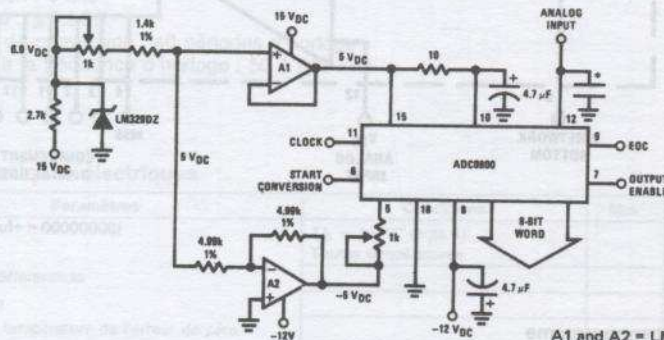 15 VDC
ANALOG
INPUT
1.4k
1%
6.0 VDC
1k
+
A1
-
5 VDC
10
+
4.7 µF
+
2.7k
LM329DZ
15
10
12
15 VDC
CLOCK
11
9
EOC
5 VDC
ADC0800
START
CONVERSION
6
7
OUTPUT
ENABLE
5
18
8
8-BIT
WORD
4.99k
1%
1k
4.99k
1%
-
A2
+
-5 VDC
4.7 µF
+
-12V
-12 VDC
A1 and A2 =